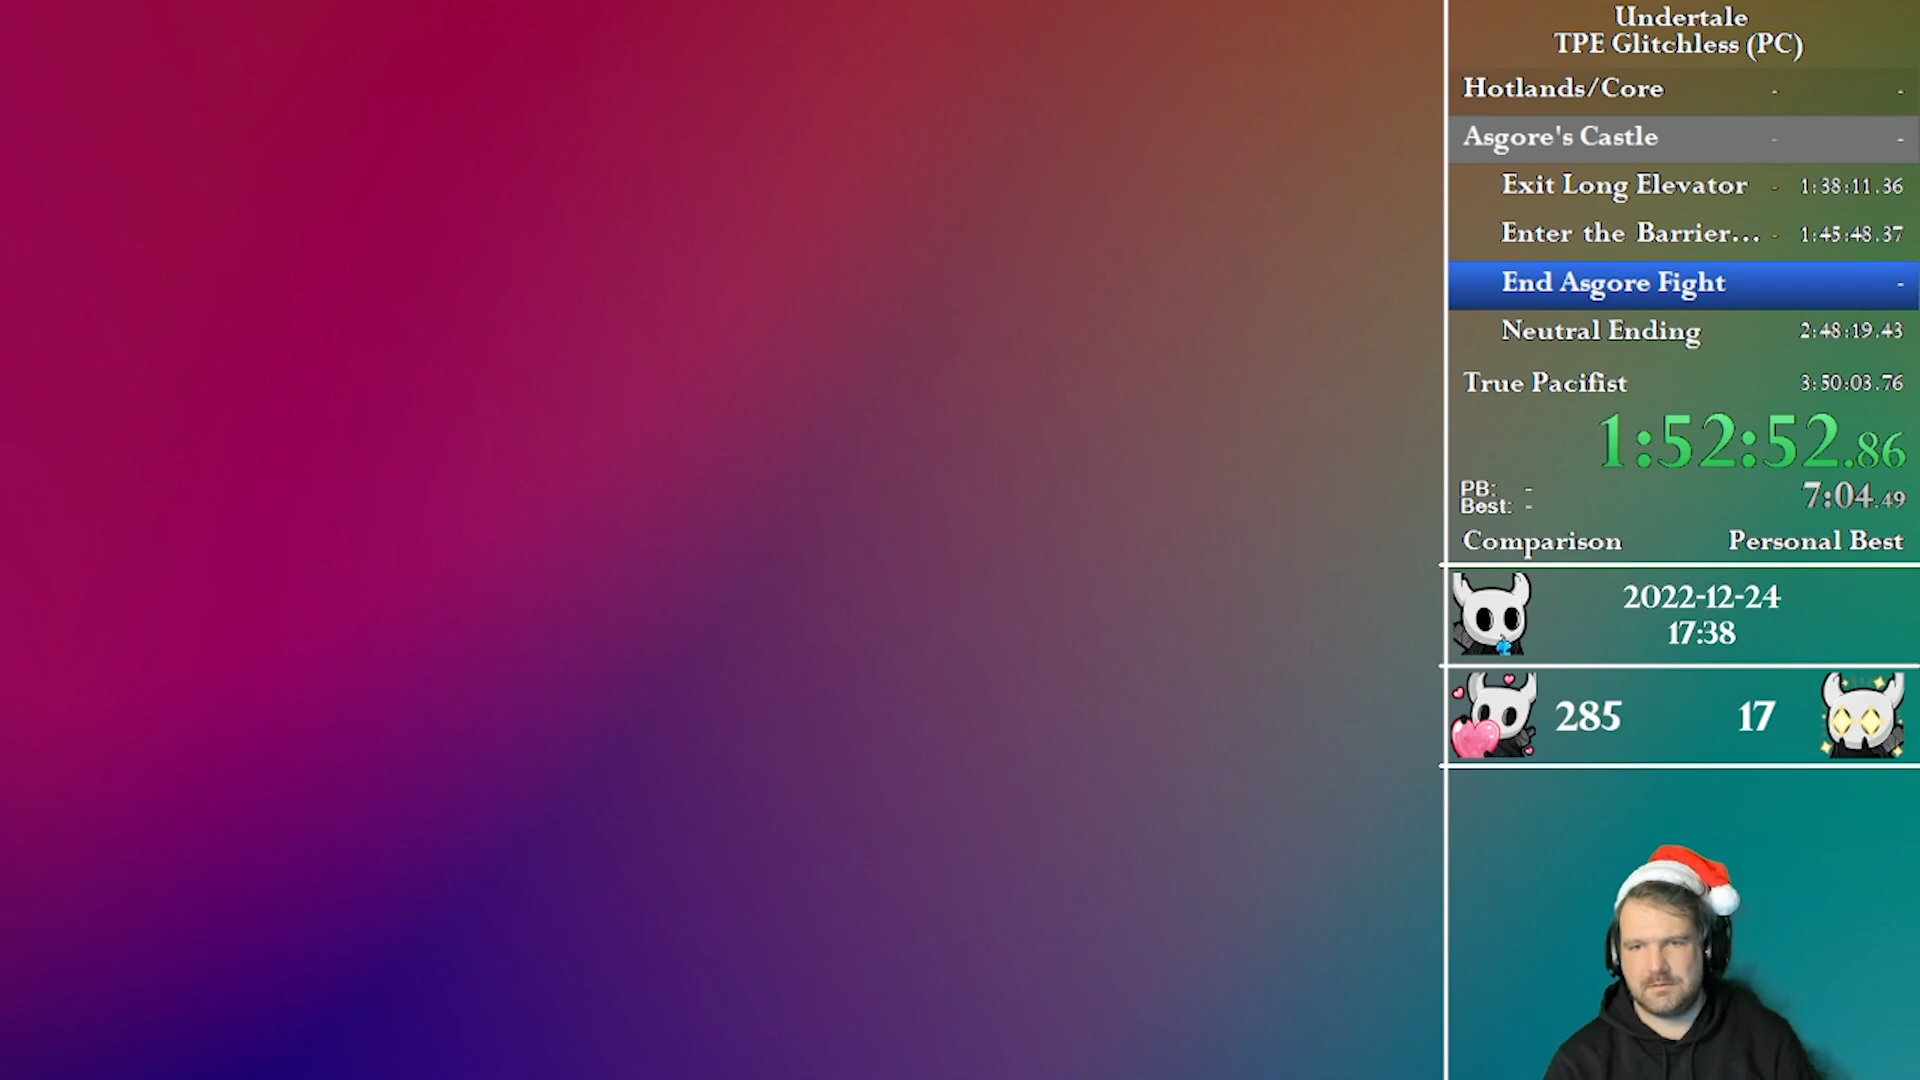 Undertale
TPE Glitchless (PC)
Hotlands/Core - -
Asgore's Castle - -
Exit Long Elevator - 1:38:11.36
Enter the Barrier... - 1:45:48.37
End Asgore Fight -
Neutral Ending 2:48:19.43
True Pacifist 3:50:03.76
1:52:52.86
PB: - 7:04.49
Best: -
Comparison Personal Best
2022-12-24
17:38
285 17